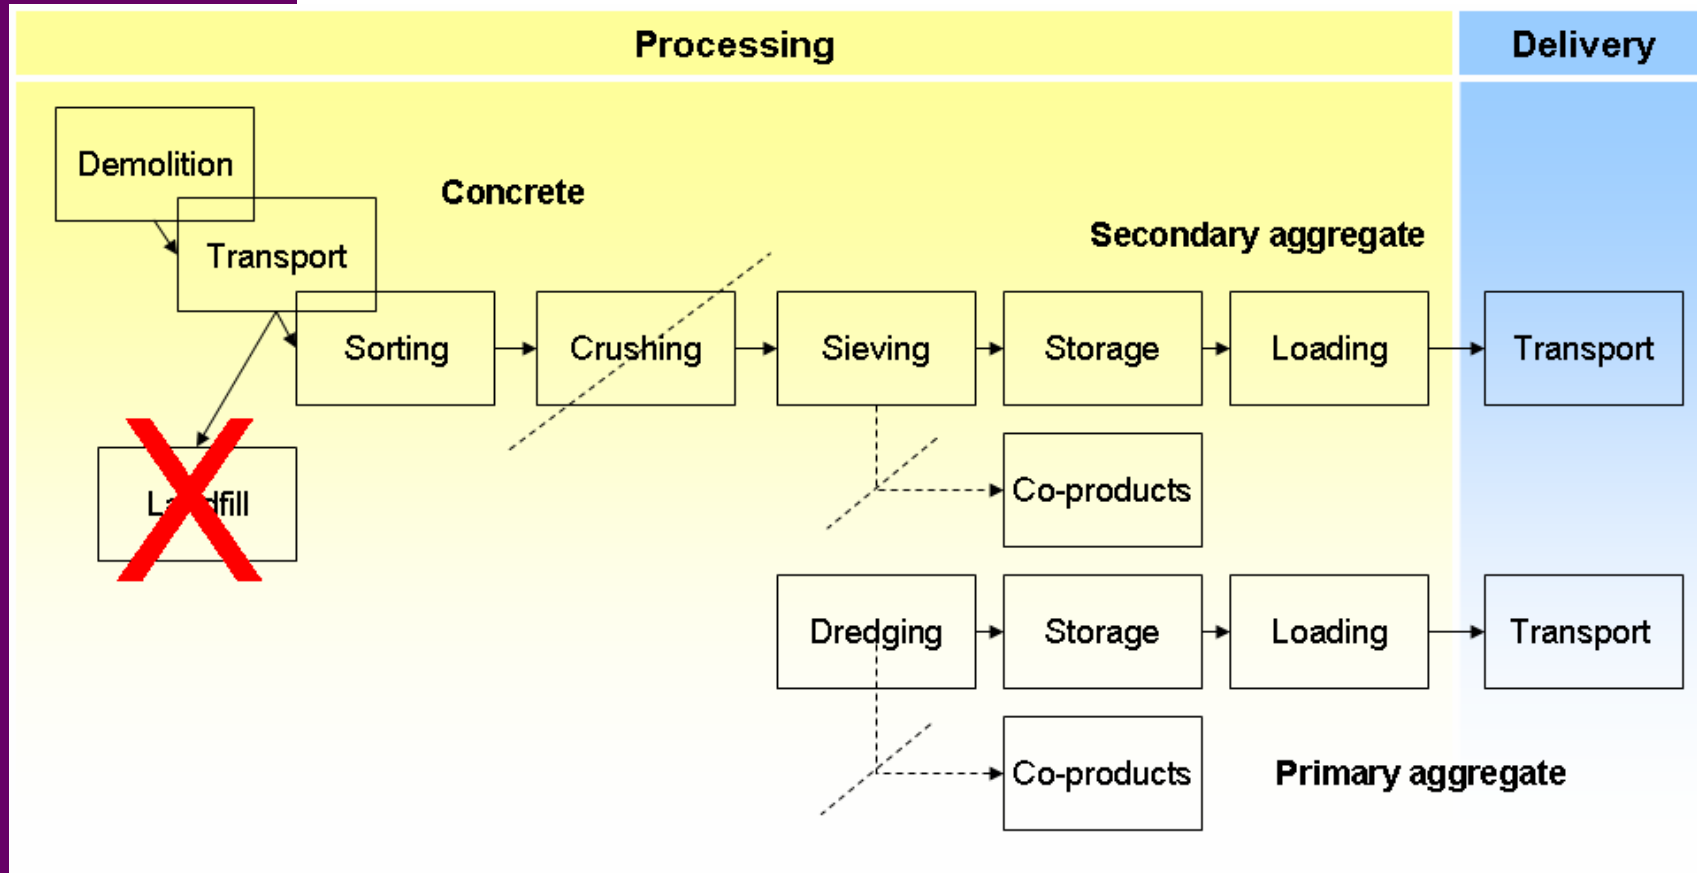 Processing
Delivery
Demolition
Concrete
Transport
Secondary aggregate
Sorting
Crushing
Sieving
Storage
Loading
Transport
Landfill
Co-products
Dredging
Storage
Loading
Transport
Co-products
Primary aggregate